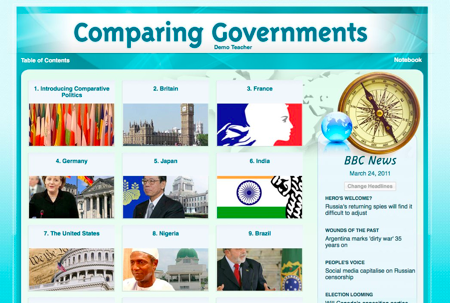 Comparing Governments
Demo Teacher
Table of Contents
Notebook
1. Introducing Comparative
Politics
2. Britain
3. France
4. Germany
5. Japan
6. India
7. The United States
8. Nigeria
9. Brazil
BBC News
March 24, 2011
Change Headlines
HERO'S WELCOME?
Russia's returning spies will find it
difficult to adjust
WOUNDS OF THE PAST
Argentina marks 'dirty war' 35
years on
PEOPLE'S VOICE
Social media capitalise on Russian
censorship
ELECTION LOOMING